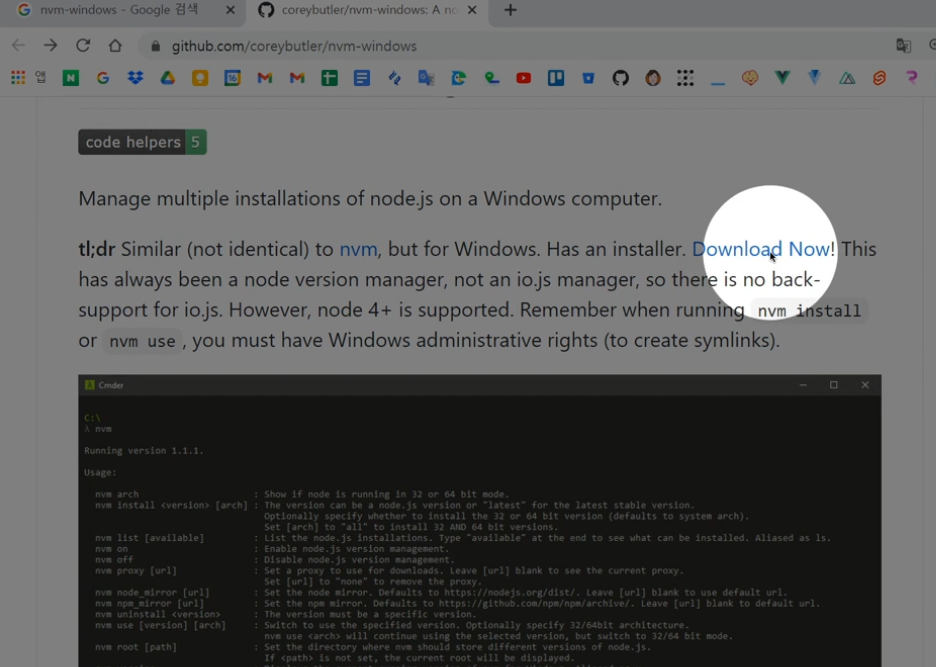 nvm-windows - Google 검색
coreybutler/nvm-windows: A no
github.com/coreybutler/nvm-windows
앱
code helpers 5
Manage multiple installations of node.js on a Windows computer.
tl;dr Similar (not identical) to nvm, but for Windows. Has an installer. Download Now! This
has always been a node version manager, not an io.js manager, so there is no back-
support for io.js. However, node 4+ is supported. Remember when running nvm install
or nvm use , you must have Windows administrative rights (to create symlinks).
Cmder
C:\
λ nvm
Running version 1.1.1.
Usage:
nvm arch : Show if node is running in 32 or 64 bit mode.
nvm install <version> [arch] : The version can be a node.js version or "latest" for the latest stable version.
Optionally specify whether to install the 32 or 64 bit version (defaults to system arch).
Set [arch] to "all" to install 32 AND 64 bit versions.
nvm list [available] : List the node.js installations. Type "available" at the end to see what can be installed. Aliased as ls.
nvm on : Enable node.js version management.
nvm off : Disable node.js version management.
nvm proxy [url] : Set a proxy to use for downloads. Leave [url] blank to see the current proxy.
Set [url] to "none" to remove the proxy.
nvm node_mirror [url] : Set the node mirror. Defaults to https://nodejs.org/dist/. Leave [url] blank to use default url.
nvm npm_mirror [url] : Set the npm mirror. Defaults to https://github.com/npm/npm/archive/. Leave [url] blank to default url.
nvm uninstall <version> : The version must be a specific version.
nvm use [version] [arch] : Switch to use the specified version. Optionally specify 32/64bit architecture.
nvm use <arch> will continue using the selected version, but switch to 32/64 bit mode.
nvm root [path] : Set the directory where nvm should store different versions of node.js.
If <path> is not set, the current root will be displayed.